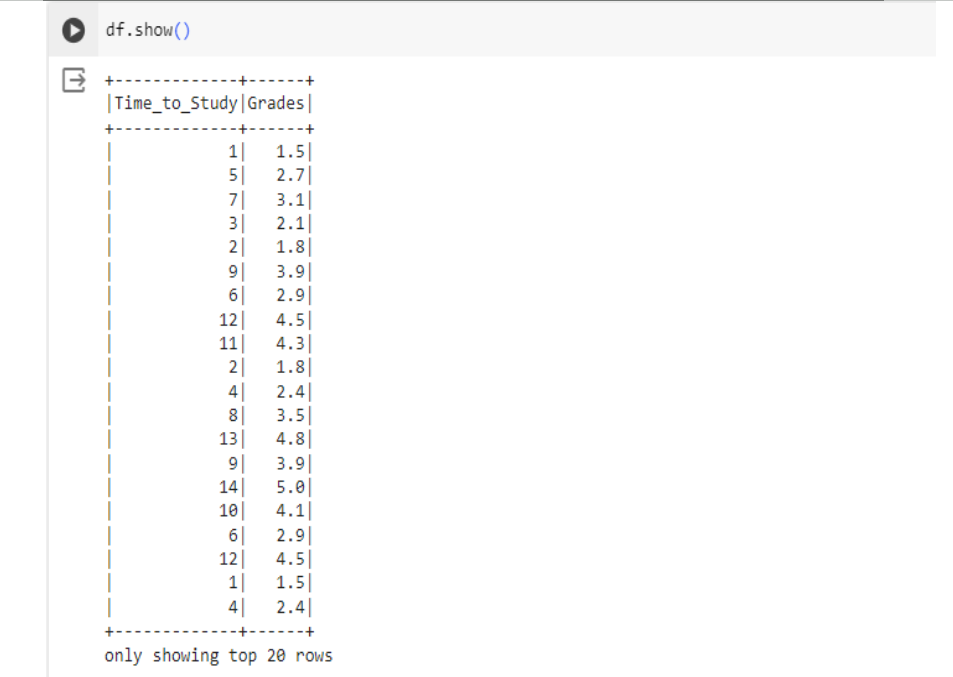 df.show()
+-------------+------+
|Time_to_Study|Grades|
+-------------+------+
|            1|   1.5|
|            5|   2.7|
|            7|   3.1|
|            3|   2.1|
|            2|   1.8|
|            9|   3.9|
|            6|   2.9|
|           12|   4.5|
|           11|   4.3|
|            2|   1.8|
|            4|   2.4|
|            8|   3.5|
|           13|   4.8|
|            9|   3.9|
|           14|   5.0|
|           10|   4.1|
|            6|   2.9|
|           12|   4.5|
|            1|   1.5|
|            4|   2.4|
+-------------+------+
only showing top 20 rows